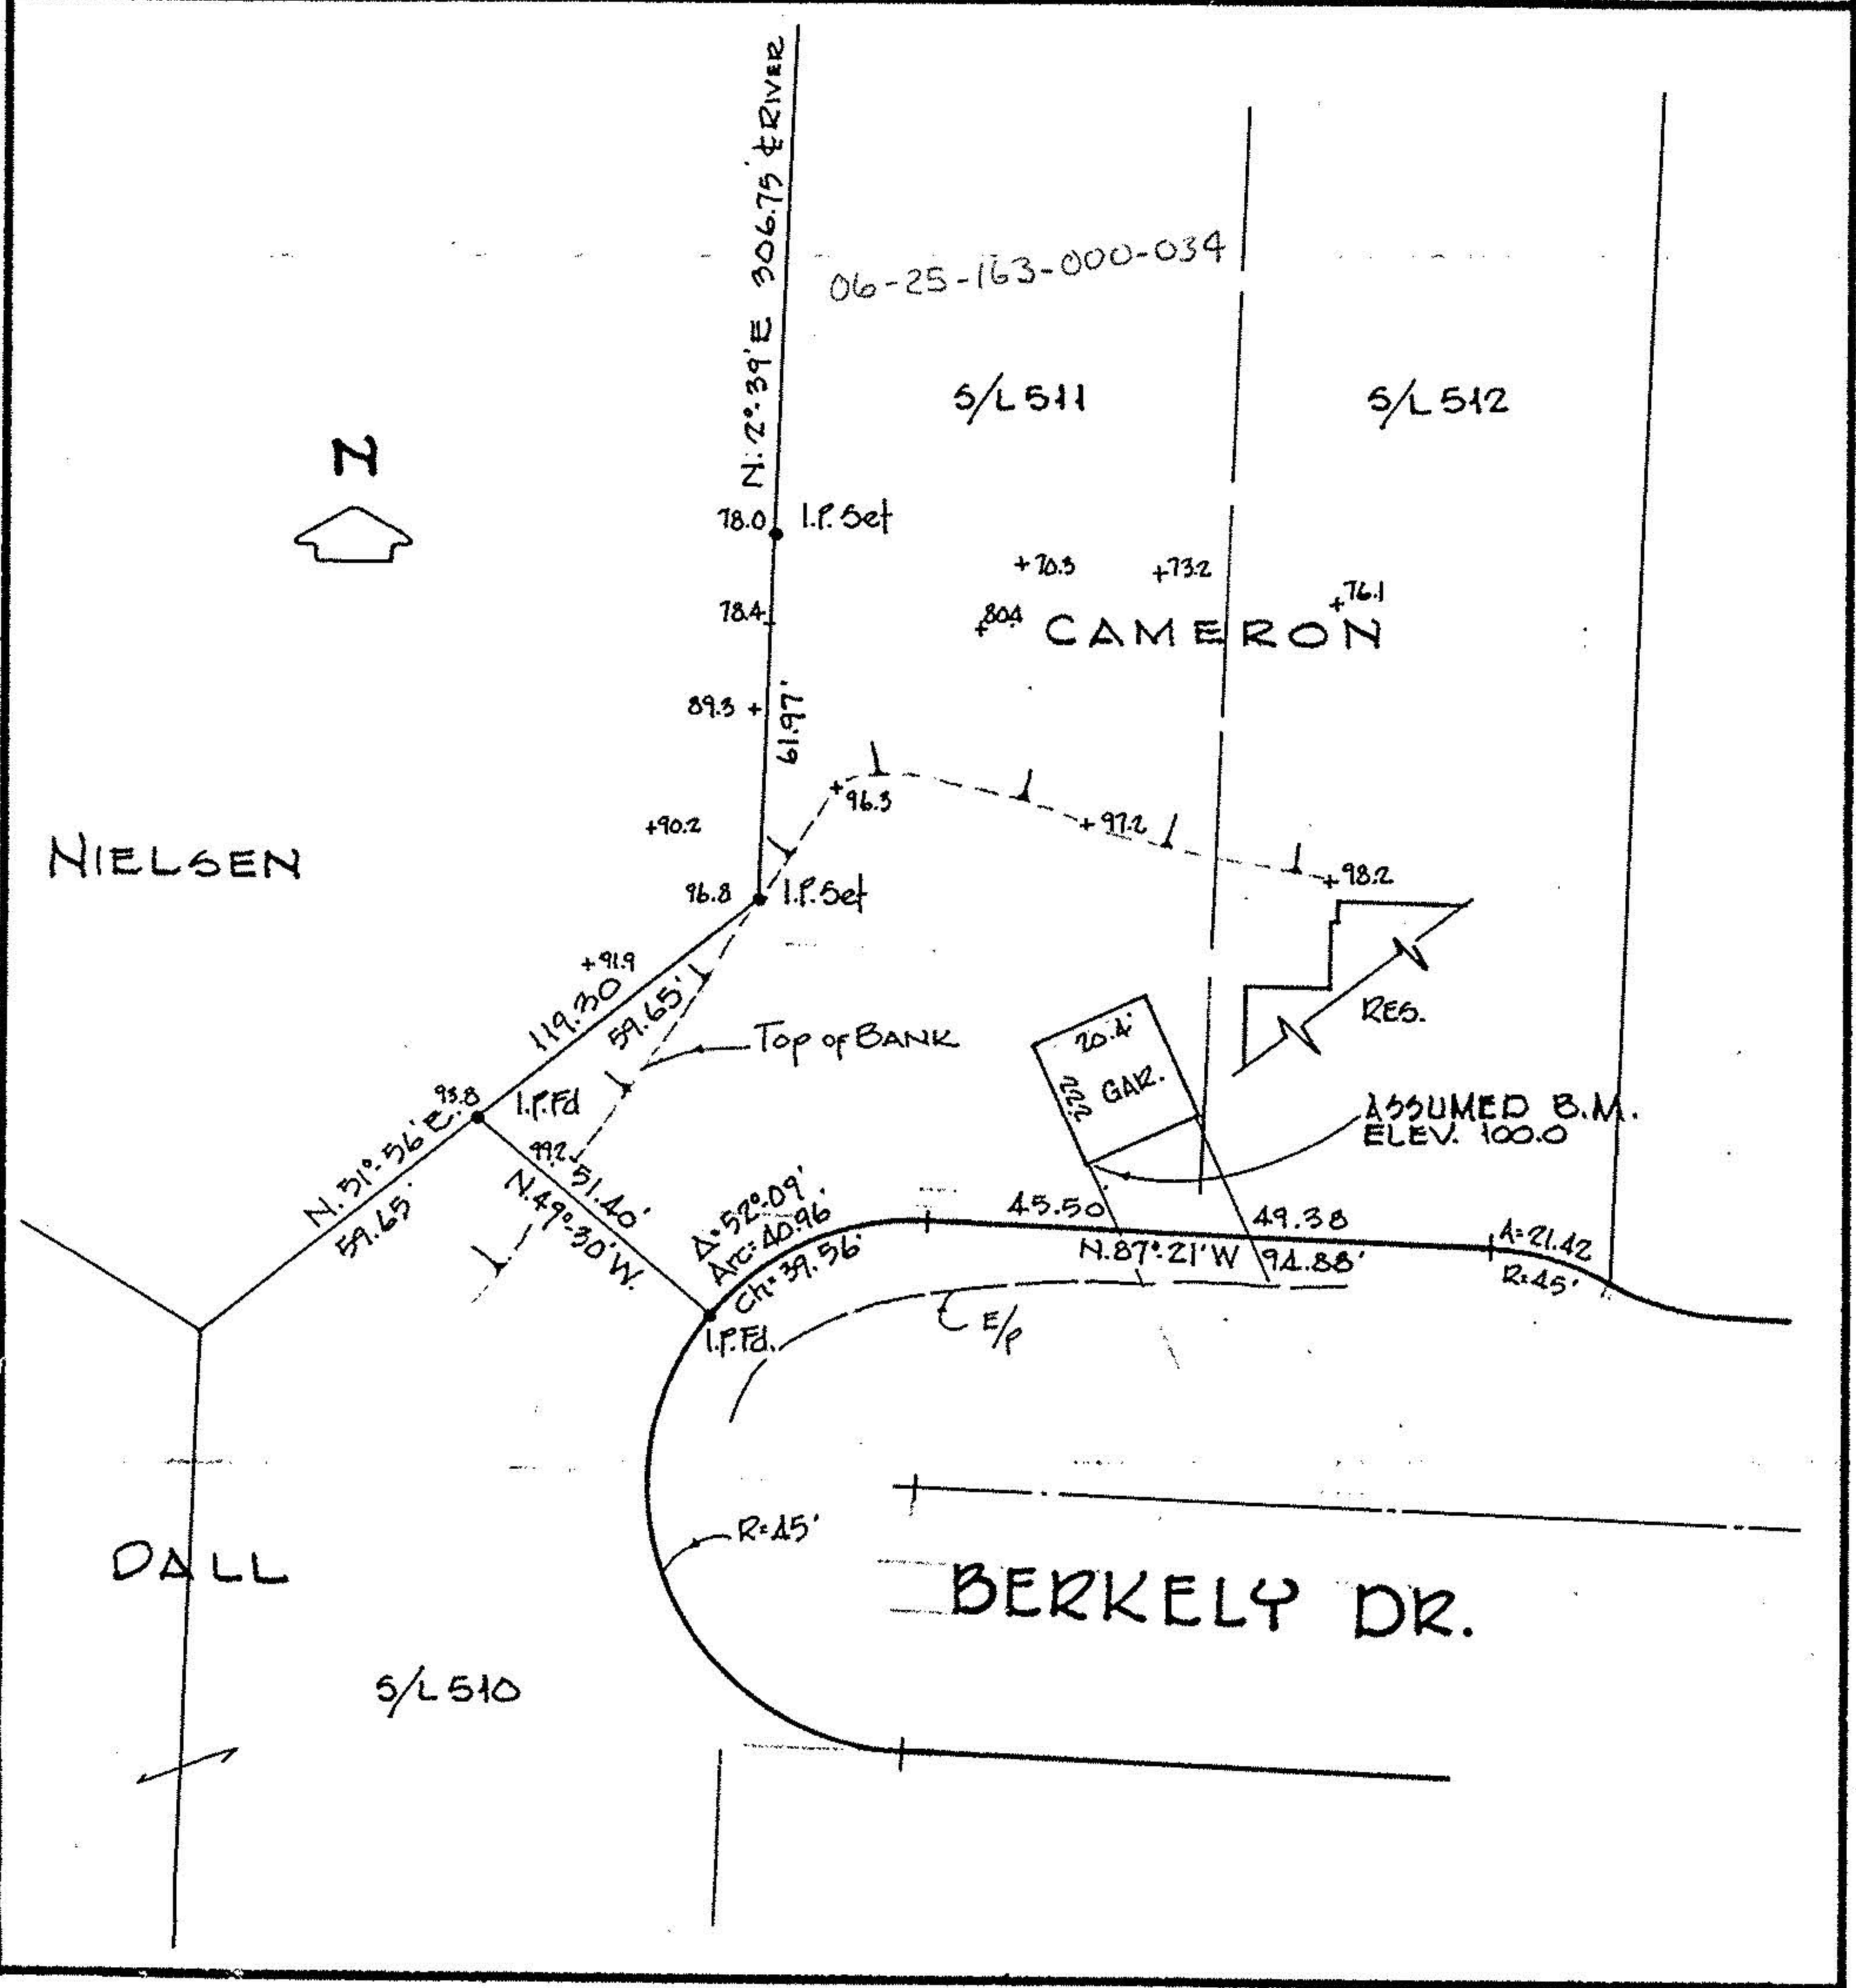 N. 2°-39'E 306.75' ℄ RIVER
06-25-163-000-034
S/L 511
S/L 512
N
78.0
I.P. Set
+70.3
+73.2
+76.1
78.4
+80.4
CAMERON
89.3 +
61.97'
+96.3
+90.2
+97.2
NIELSEN
+98.2
96.8
I.P. Set
+91.9
119.30'
59.65'
RES.
TOP OF BANK
20.4'
22.2
GAR.
93.8
I.P. Fd
ASSUMED B.M.
ELEV. 100.0
N. 51°-56'E.
59.65'
99.2
51.40'
N. 49°-30'W.
Δ=52°-09'
Arc=40.96'
Ch=39.56'
45.50'
49.38
N. 87°-21'W
94.88'
A=21.42
R=45'
I.P. Fd.
E/P
R=45'
DALL
BERKELY DR.
S/L 510